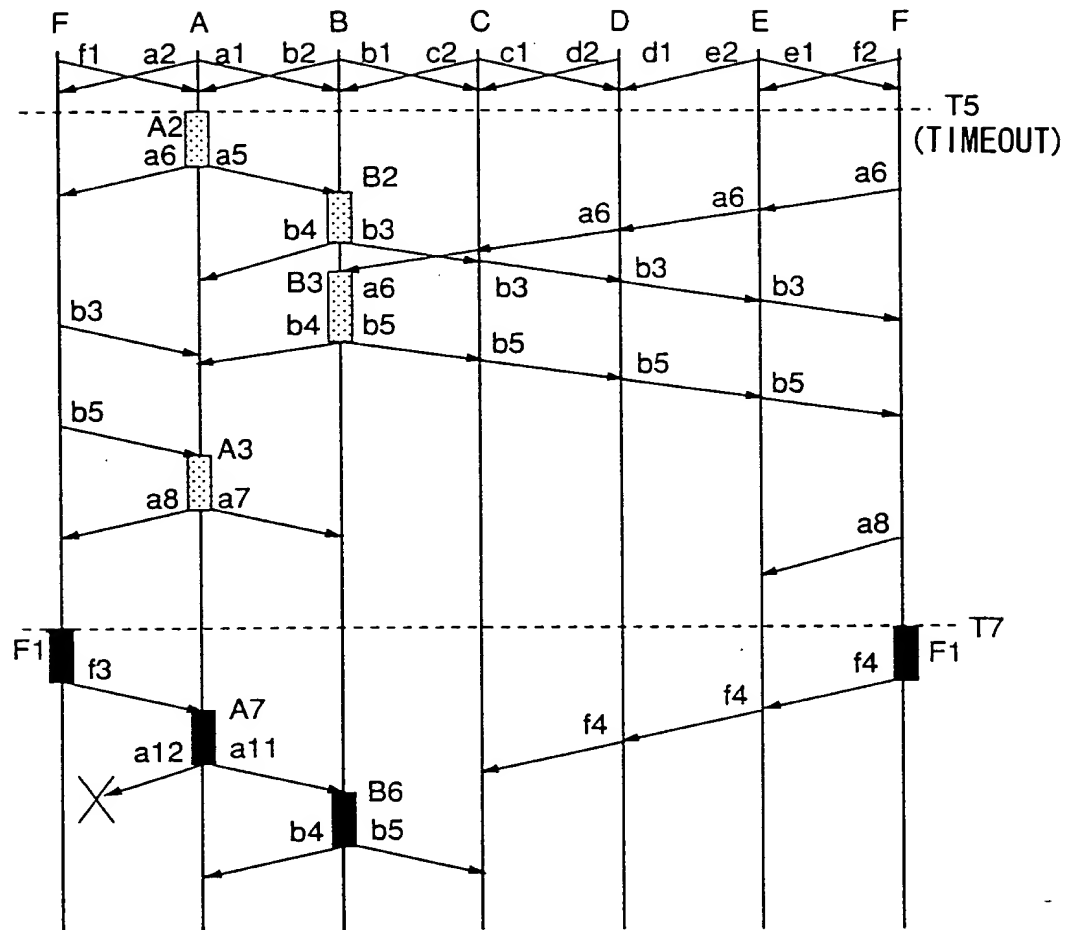 F A B C D E F
f1 a2 a1 b2 b1 c2 c1 d2 d1 e2 e1 f2
T5
(TIMEOUT)
A2
a6 a5
B2
a6
a6
a6
b4 b3
B3 a6
b3
b3
b3
b3
b4 b5
b5
b5
b5
b5
A3
a8 a7
a8
T7
F1
f3
f4
F1
f4
f4
A7
a12 a11
B6
b4 b5